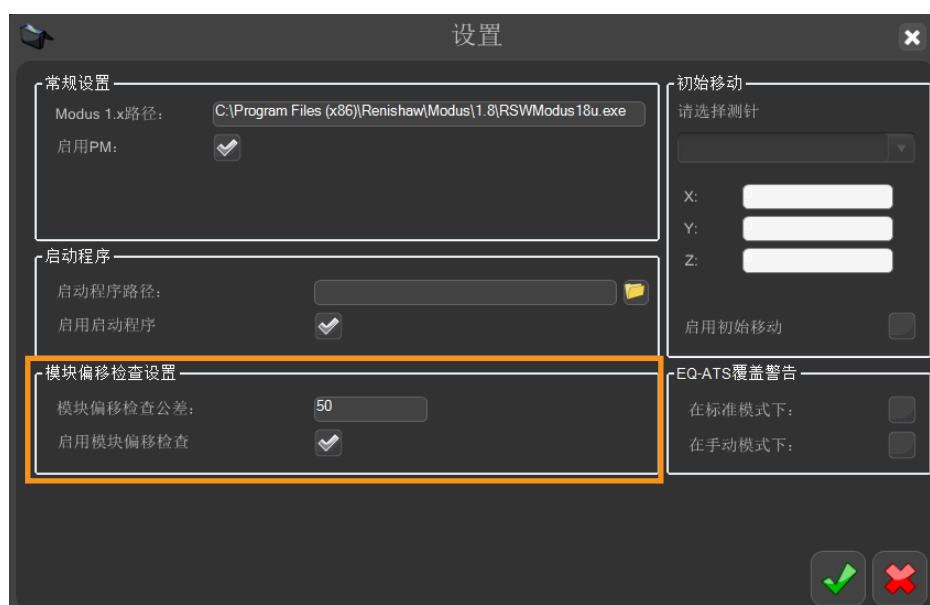 设置
常规设置
Modus 1.x路径：
C:\Program Files (x86)\Renishaw\Modus\1.8\RSWModus18u.exe
启用PM：
启动程序
启动程序路径：
启用启动程序
模块偏移检查设置
模块偏移检查公差：
50
启用模块偏移检查
初始移动
请选择测针
X:
Y:
Z:
启用初始移动
EQ-ATS覆盖警告
在标准模式下：
在手动模式下：